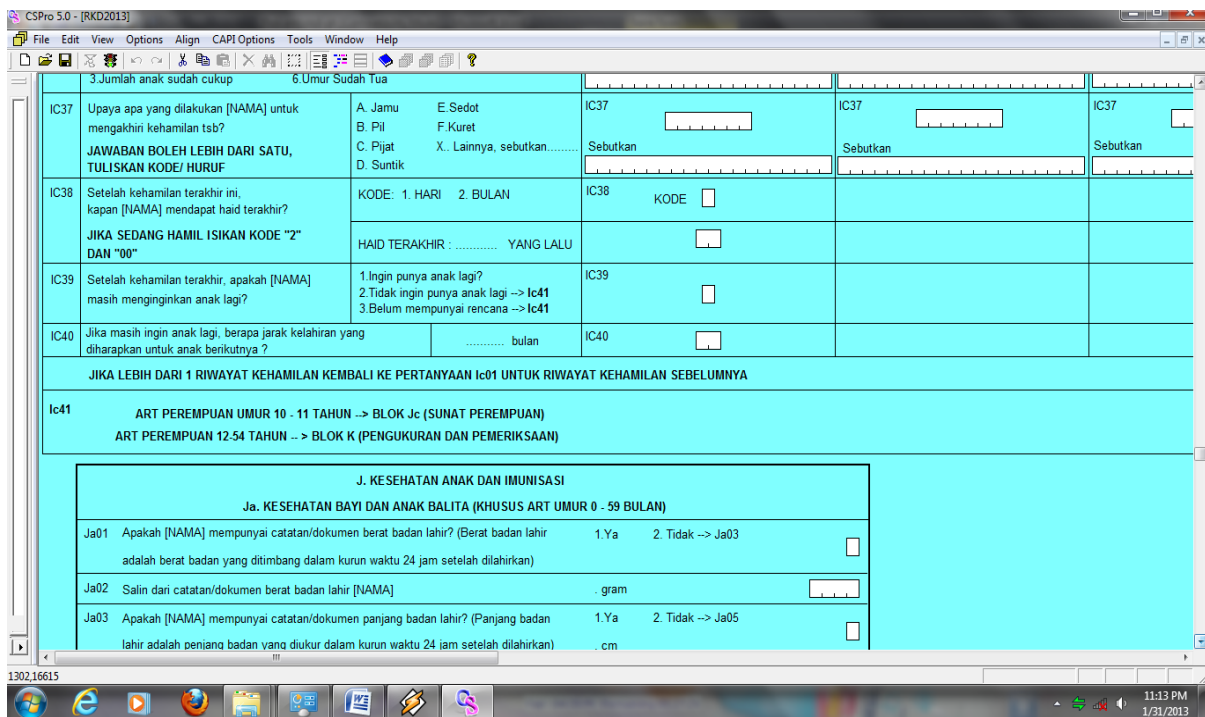 CSPro 5.0 - [RKD2013]
File Edit View Options Align CAPI Options Tools Window Help
3.Jumlah anak sudah cukup 6.Umur Sudah Tua
IC37 Upaya apa yang dilakukan [NAMA] untuk mengakhiri kehamilan tsb?
JAWABAN BOLEH LEBIH DARI SATU, TULISKAN KODE/ HURUF
A. Jamu E.Sedot
B. Pil F.Kuret
C. Pijat X.. Lainnya, sebutkan.........
D. Suntik
IC37 IC37 IC37
Sebutkan Sebutkan Sebutkan
IC38 Setelah kehamilan terakhir ini,
kapan [NAMA] mendapat haid terakhir?
KODE: 1. HARI 2. BULAN
IC38 KODE
JIKA SEDANG HAMIL ISIKAN KODE "2"
DAN "00"
HAID TERAKHIR : ............ YANG LALU
IC39 Setelah kehamilan terakhir, apakah [NAMA]
masih menginginkan anak lagi?
1.Ingin punya anak lagi?
2.Tidak ingin punya anak lagi --> Ic41
3.Belum mempunyai rencana --> Ic41
IC39
IC40 Jika masih ingin anak lagi, berapa jarak kelahiran yang
diharapkan untuk anak berikutnya ?
........... bulan
IC40
JIKA LEBIH DARI 1 RIWAYAT KEHAMILAN KEMBALI KE PERTANYAAN Ic01 UNTUK RIWAYAT KEHAMILAN SEBELUMNYA
Ic41 ART PEREMPUAN UMUR 10 - 11 TAHUN --> BLOK Jc (SUNAT PEREMPUAN)
ART PEREMPUAN 12-54 TAHUN -- > BLOK K (PENGUKURAN DAN PEMERIKSAAN)
J. KESEHATAN ANAK DAN IMUNISASI
Ja. KESEHATAN BAYI DAN ANAK BALITA (KHUSUS ART UMUR 0 - 59 BULAN)
Ja01 Apakah [NAMA] mempunyai catatan/dokumen berat badan lahir? (Berat badan lahir
adalah berat badan yang ditimbang dalam kurun waktu 24 jam setelah dilahirkan)
1.Ya 2. Tidak --> Ja03
Ja02 Salin dari catatan/dokumen berat badan lahir [NAMA] . gram
Ja03 Apakah [NAMA] mempunyai catatan/dokumen panjang badan lahir? (Panjang badan
lahir adalah penjang badan yang diukur dalam kurun waktu 24 jam setelah dilahirkan)
1.Ya 2. Tidak --> Ja05
. cm
1302,16615
11:13 PM
1/31/2013